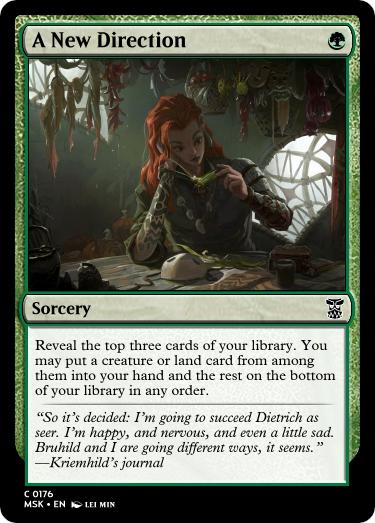 A New Direction
Sorcery
Reveal the top three cards of your library. You
may put a creature or land card from among
them into your hand and the rest on the bottom
of your library in any order.
“So it’s decided: I’m going to succeed Dietrich as
seer. I’m happy, and nervous, and even a little sad.
Bruhild and I are going different ways, it seems.”
—Kriemhild’s journal
C 0176
MSK • EN LEI MIN